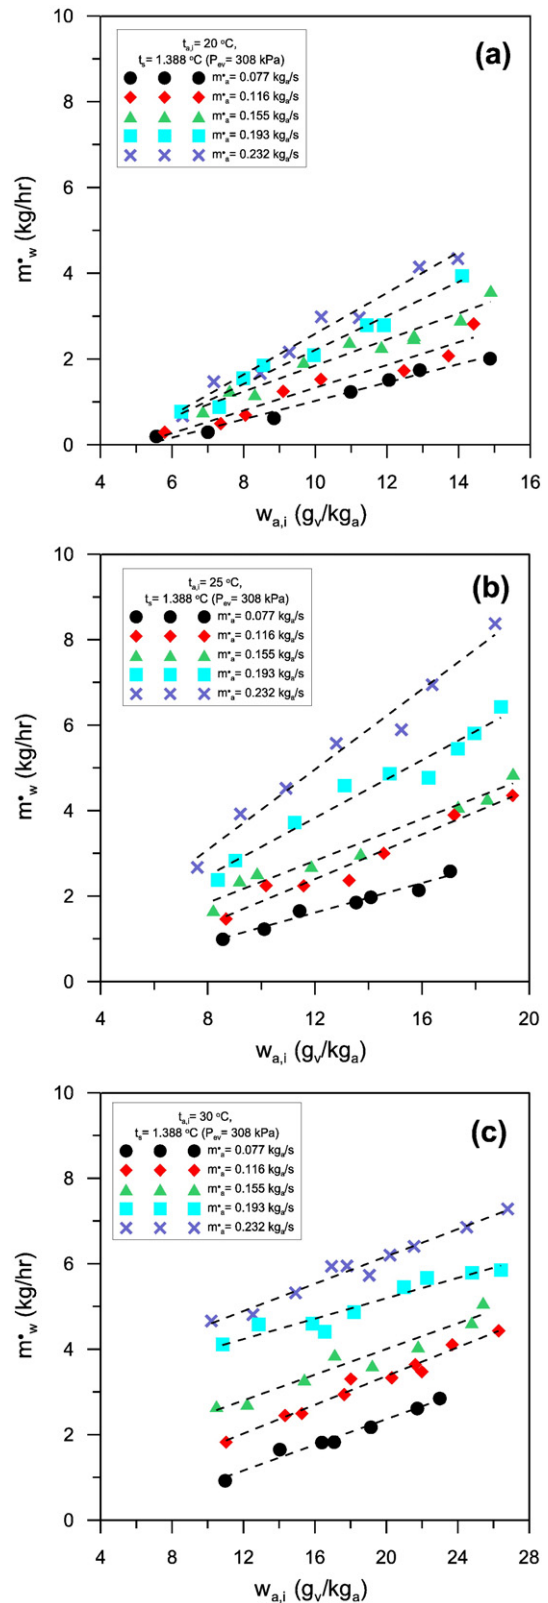 10
(a)
t_a,i= 20 °C,
t_s= 1.388 °C (P_ev= 308 kPa)
m•_a= 0.077 kg_a/s
m•_a= 0.116 kg_a/s
m•_a= 0.155 kg_a/s
m•_a= 0.193 kg_a/s
m•_a= 0.232 kg_a/s
8
6
4
2
0
m•_w (kg/hr)
4 6 8 10 12 14 16
w_a,i (g_v/kg_a)
10
(b)
t_a,i= 25 °C,
t_s= 1.388 °C (P_ev= 308 kPa)
m•_a= 0.077 kg_a/s
m•_a= 0.116 kg_a/s
m•_a= 0.155 kg_a/s
m•_a= 0.193 kg_a/s
m•_a= 0.232 kg_a/s
8
6
4
2
0
m•_w (kg/hr)
4 8 12 16 20
w_a,i (g_v/kg_a)
10
(c)
t_a,i= 30 °C,
t_s= 1.388 °C (P_ev= 308 kPa)
m•_a= 0.077 kg_a/s
m•_a= 0.116 kg_a/s
m•_a= 0.155 kg_a/s
m•_a= 0.193 kg_a/s
m•_a= 0.232 kg_a/s
8
6
4
2
0
m•_w (kg/hr)
4 8 12 16 20 24 28
w_a,i (g_v/kg_a)